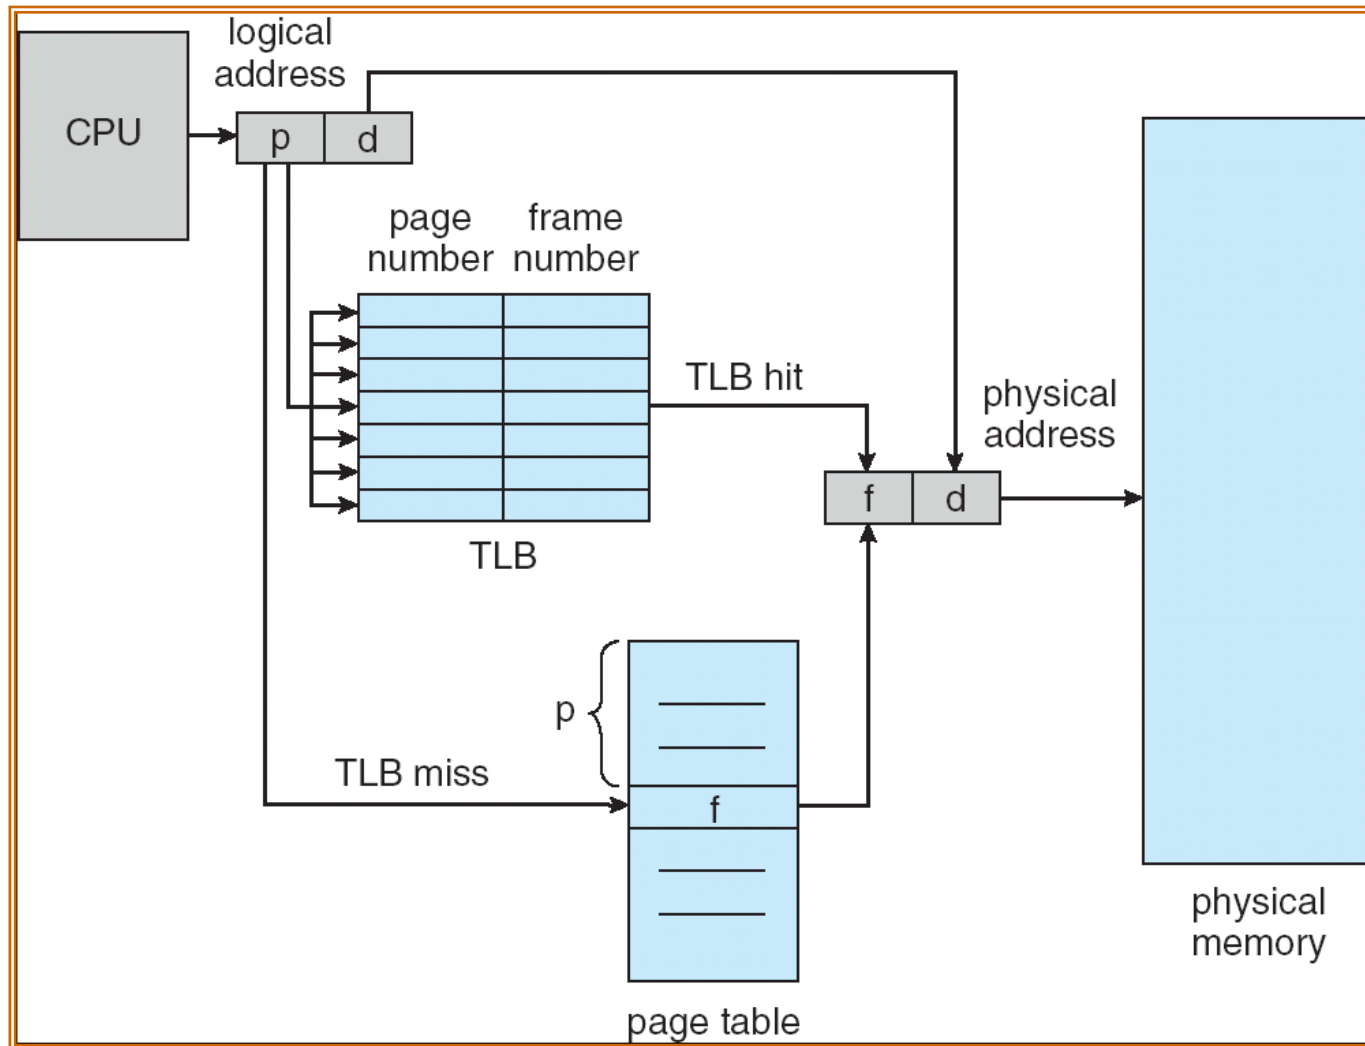 logical
address
CPU
p
d
page
number
frame
number
TLB hit
physical
address
f
d
TLB
p
TLB miss
f
physical
memory
page table